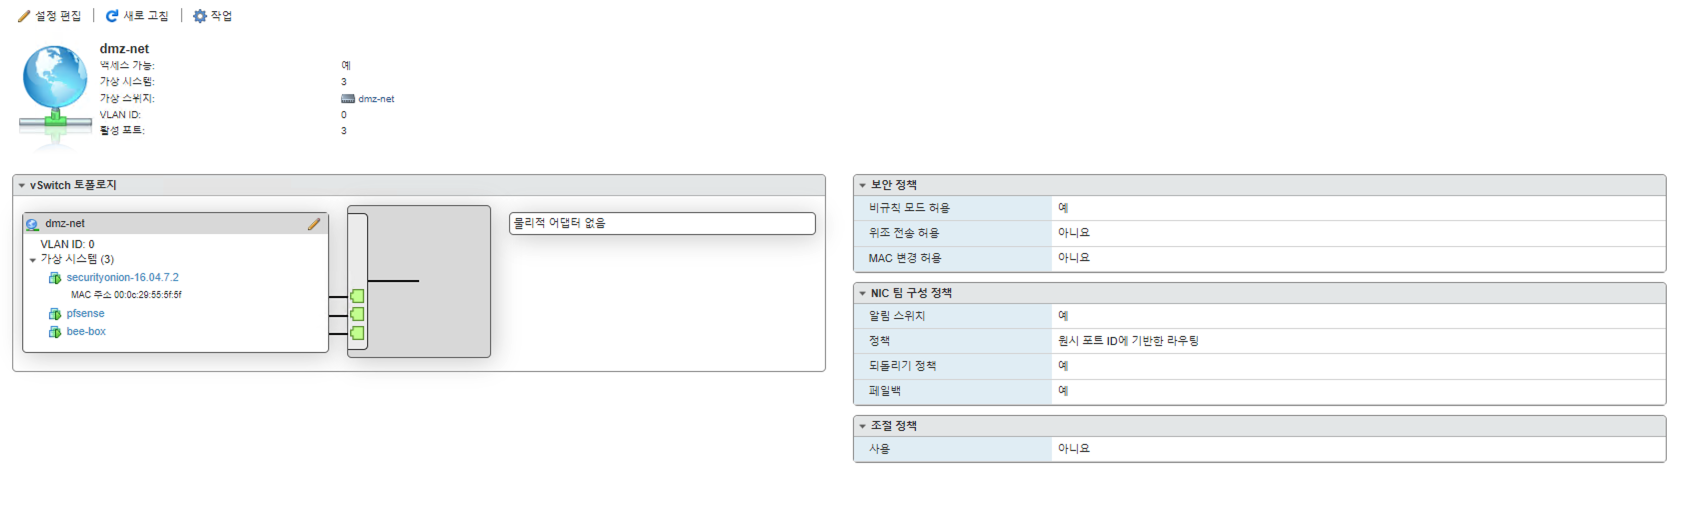 설정 편집 | 새로 고침 | 작업
dmz-net
액세스 가능: 예
가상 시스템: 3
가상 스위치: dmz-net
VLAN ID: 0
활성 포트: 3
vSwitch 토폴로지
dmz-net
VLAN ID: 0
가상 시스템 (3)
securityonion-16.04.7.2
MAC 주소 00:0c:29:55:5f:5f
pfsense
bee-box
물리적 어댑터 없음
보안 정책
비규칙 모드 허용 예
위조 전송 허용 아니요
MAC 변경 허용 아니요
NIC 팀 구성 정책
알림 스위치 예
정책 원시 포트 ID에 기반한 라우팅
되돌리기 정책 예
페일백 예
조절 정책
사용 아니요